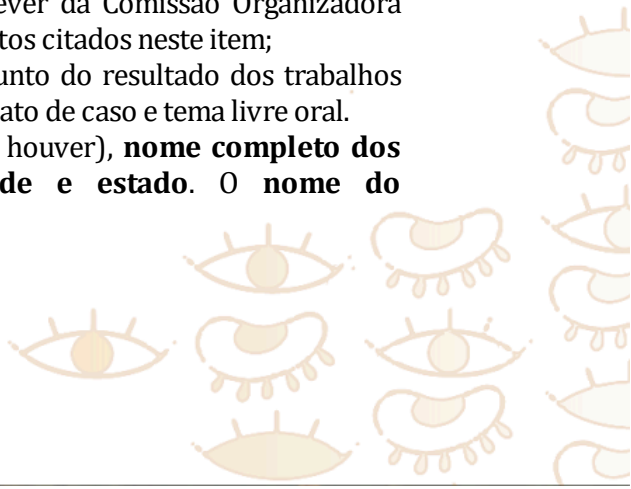 ever da Comissão Organizadora
tos citados neste item;
unto do resultado dos trabalhos
ato de caso e tema livre oral.
houver), nome completo dos
de e estado. O nome do